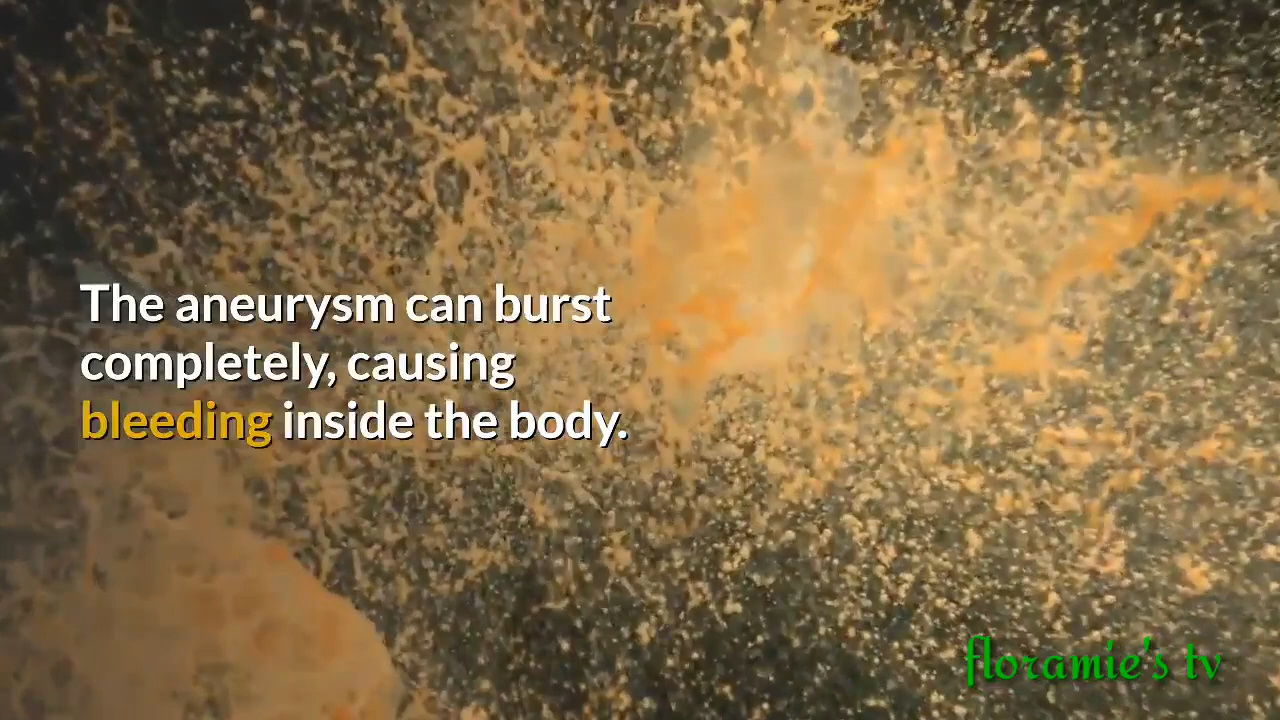 The aneurysm can burst
completely, causing
bleeding inside the body.
floramie's tv